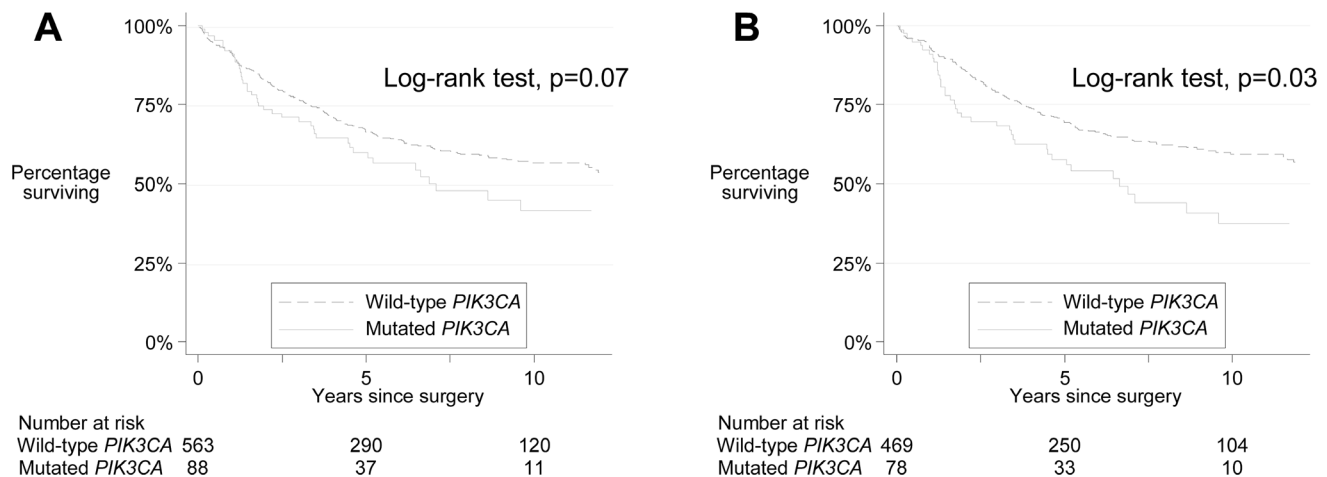 A
100%
75%
50%
25%
0%
Percentage
surviving
Log-rank test, p=0.07
Wild-type PIK3CA
Mutated PIK3CA
0 5 10
Years since surgery
Number at risk
Wild-type PIK3CA 563 290 120
Mutated PIK3CA 88 37 11
B
100%
75%
50%
25%
0%
Percentage
surviving
Log-rank test, p=0.03
Wild-type PIK3CA
Mutated PIK3CA
0 5 10
Years since surgery
Number at risk
Wild-type PIK3CA 469 250 104
Mutated PIK3CA 78 33 10